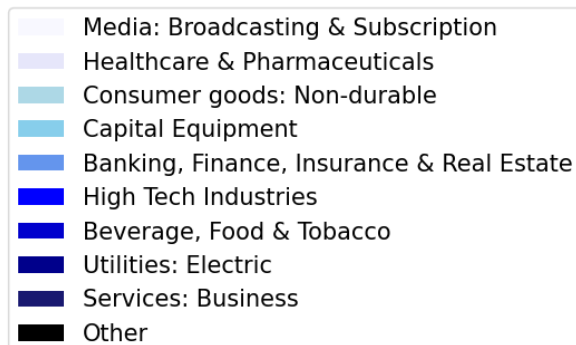 Media: Broadcasting & Subscription
Healthcare & Pharmaceuticals
Consumer goods: Non-durable
Capital Equipment
Banking, Finance, Insurance & Real Estate
High Tech Industries
Beverage, Food & Tobacco
Utilities: Electric
Services: Business
Other